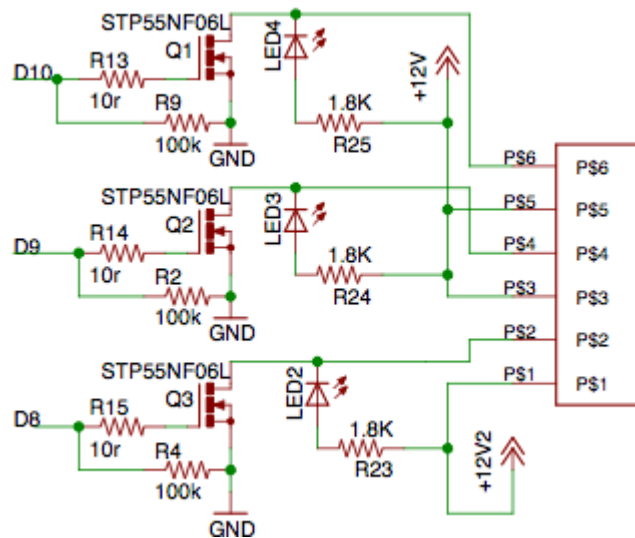 STP55NF06L
LED4
R13
Q1
D10
10r
R9
100k
GND
1.8K
R25
+12V
P$6
P$6
P$5
P$5
STP55NF06L
LED3
R14
Q2
D9
10r
R2
100k
GND
1.8K
R24
P$4
P$4
P$3
P$3
STP55NF06L
LED2
R15
Q3
D8
10r
R4
100k
GND
1.8K
R23
P$2
P$2
P$1
P$1
+12V2